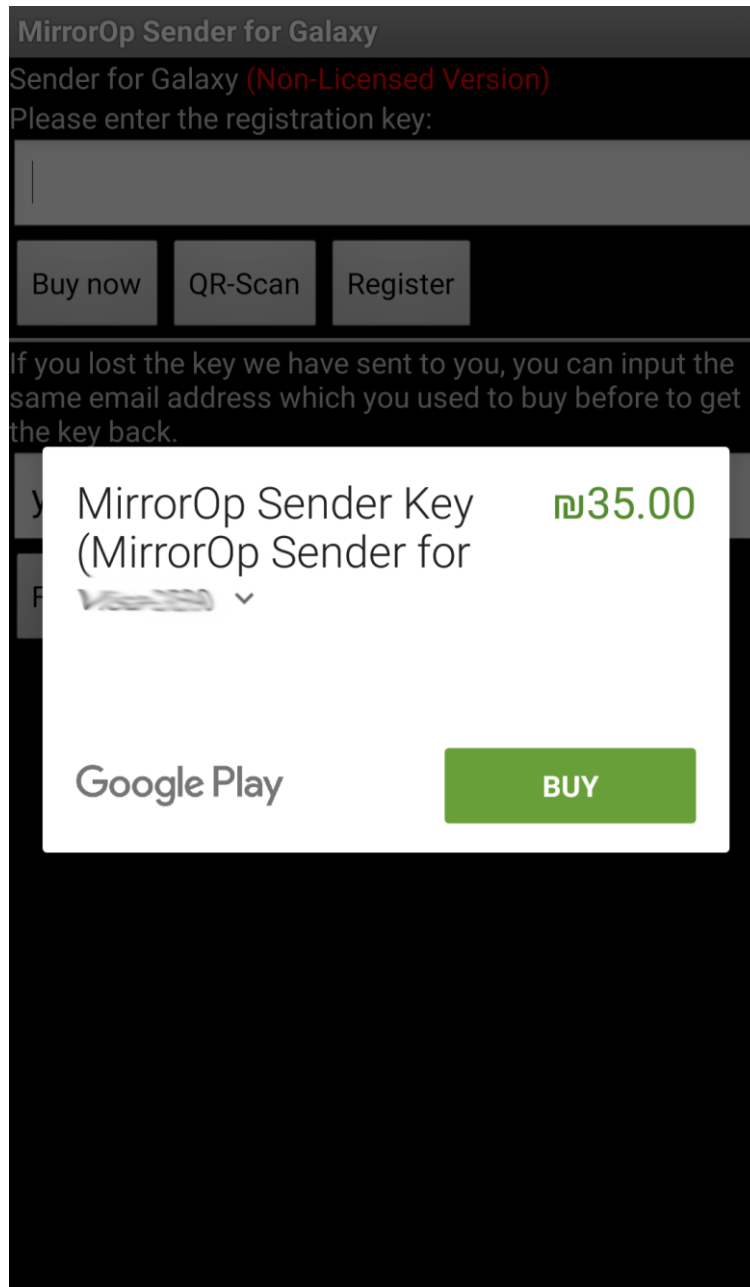 MirrorOp Sender for Galaxy
Sender for Galaxy (Non-Licensed Version)
Please enter the registration key:
Buy now QR-Scan Register
If you lost the key we have sent to you, you can input the
same email address which you used to buy before to get
the key back.
MirrorOp Sender Key ₪35.00
(MirrorOp Sender for
Google Play BUY